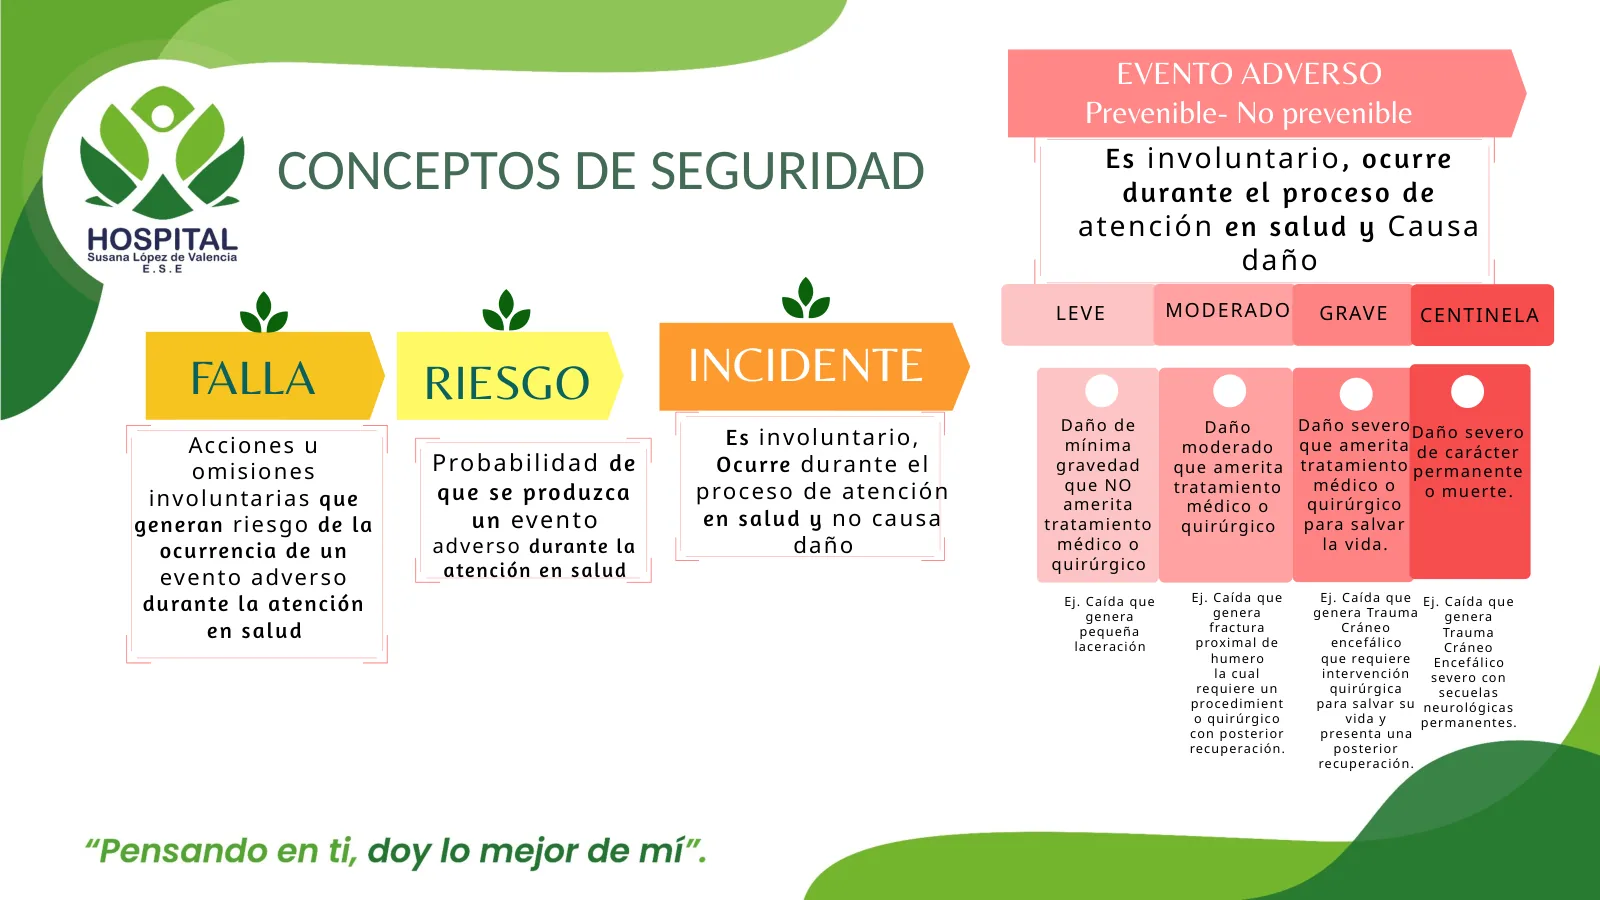 HOSPITAL
Susana López de Valencia
E.S.E
CONCEPTOS DE SEGURIDAD
FALLA
Acciones u
omisiones
involuntarias que
generan riesgo de la
ocurrencia de un
evento adverso
durante la atención
en salud
RIESGO
Probabilidad de
que se produzca
un evento
adverso durante la
atención en salud
INCIDENTE
Es involuntario,
Ocurre durante el
proceso de atención
en salud y no causa
daño
EVENTO ADVERSO
Prevenible- No prevenible
Es involuntario, ocurre
durante el proceso de
atención en salud y Causa
daño
LEVE
Daño de
mínima
gravedad
que NO
amerita
tratamiento
médico o
quirúrgico
Ej. Caída que
genera
pequeña
laceración
MODERADO
Daño
moderado
que amerita
tratamiento
médico o
quirúrgico
Ej. Caída que
genera
fractura
proximal de
humero
la cual
requiere un
procedimient
o quirúrgico
con posterior
recuperación.
GRAVE
Daño severo
que amerita
tratamiento
médico o
quirúrgico
para salvar
la vida.
Ej. Caída que
genera Trauma
Cráneo
encefálico
que requiere
intervención
quirúrgica
para salvar su
vida y
presenta una
posterior
recuperación.
CENTINELA
Daño severo
de carácter
permanente
o muerte.
Ej. Caída que
genera
Trauma
Cráneo
Encefálico
severo con
secuelas
neurológicas
permanentes.
“Pensando en ti, doy lo mejor de mí”.